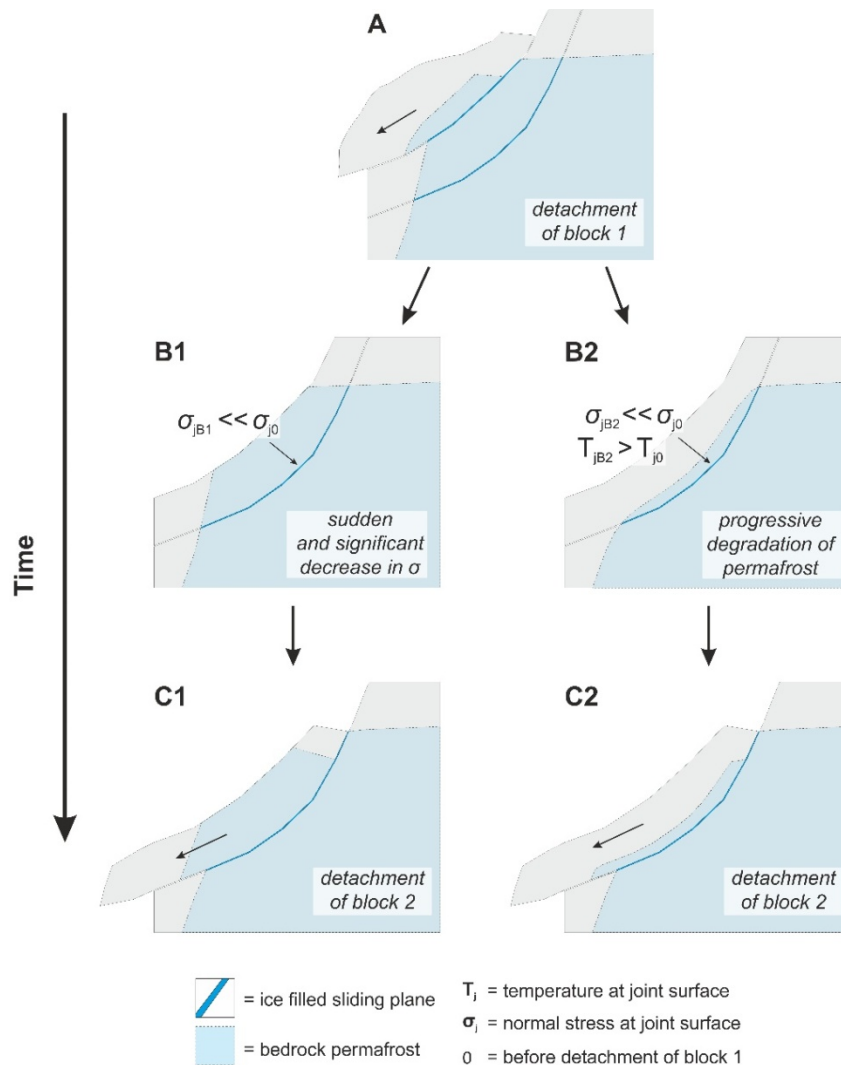 A
detachment
of block 1
Time
B1
σjB1 << σj0
sudden
and significant
decrease in σ
B2
σjB2 << σj0
TjB2 > Tj0
progressive
degradation of
permafrost
C1
detachment
of block 2
C2
detachment
of block 2
= ice filled sliding plane
= bedrock permafrost
Tj = temperature at joint surface
σj = normal stress at joint surface
0 = before detachment of block 1